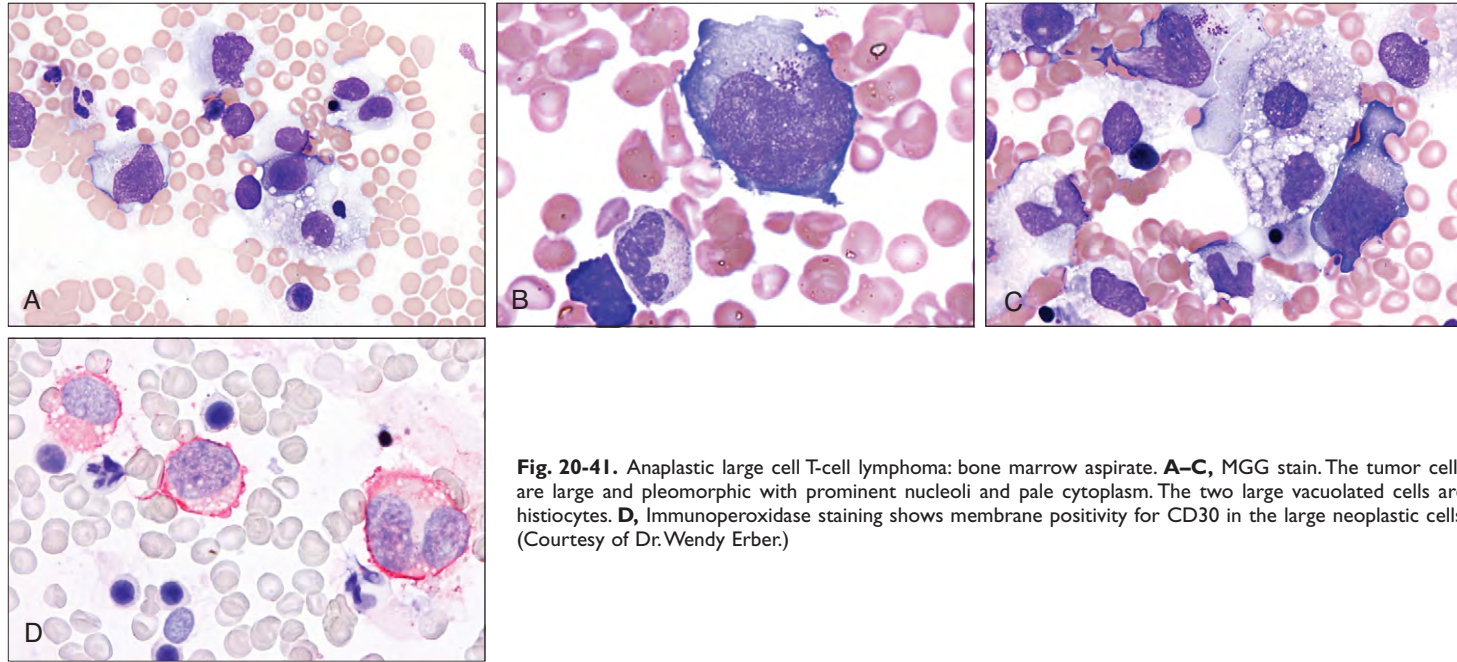 A
B
C
D
Fig. 20-41. Anaplastic large cell T-cell lymphoma: bone marrow aspirate. A–C, MGG stain. The tumor cell
are large and pleomorphic with prominent nucleoli and pale cytoplasm. The two large vacuolated cells are
histiocytes. D, Immunoperoxidase staining shows membrane positivity for CD30 in the large neoplastic cells
(Courtesy of Dr. Wendy Erber.)